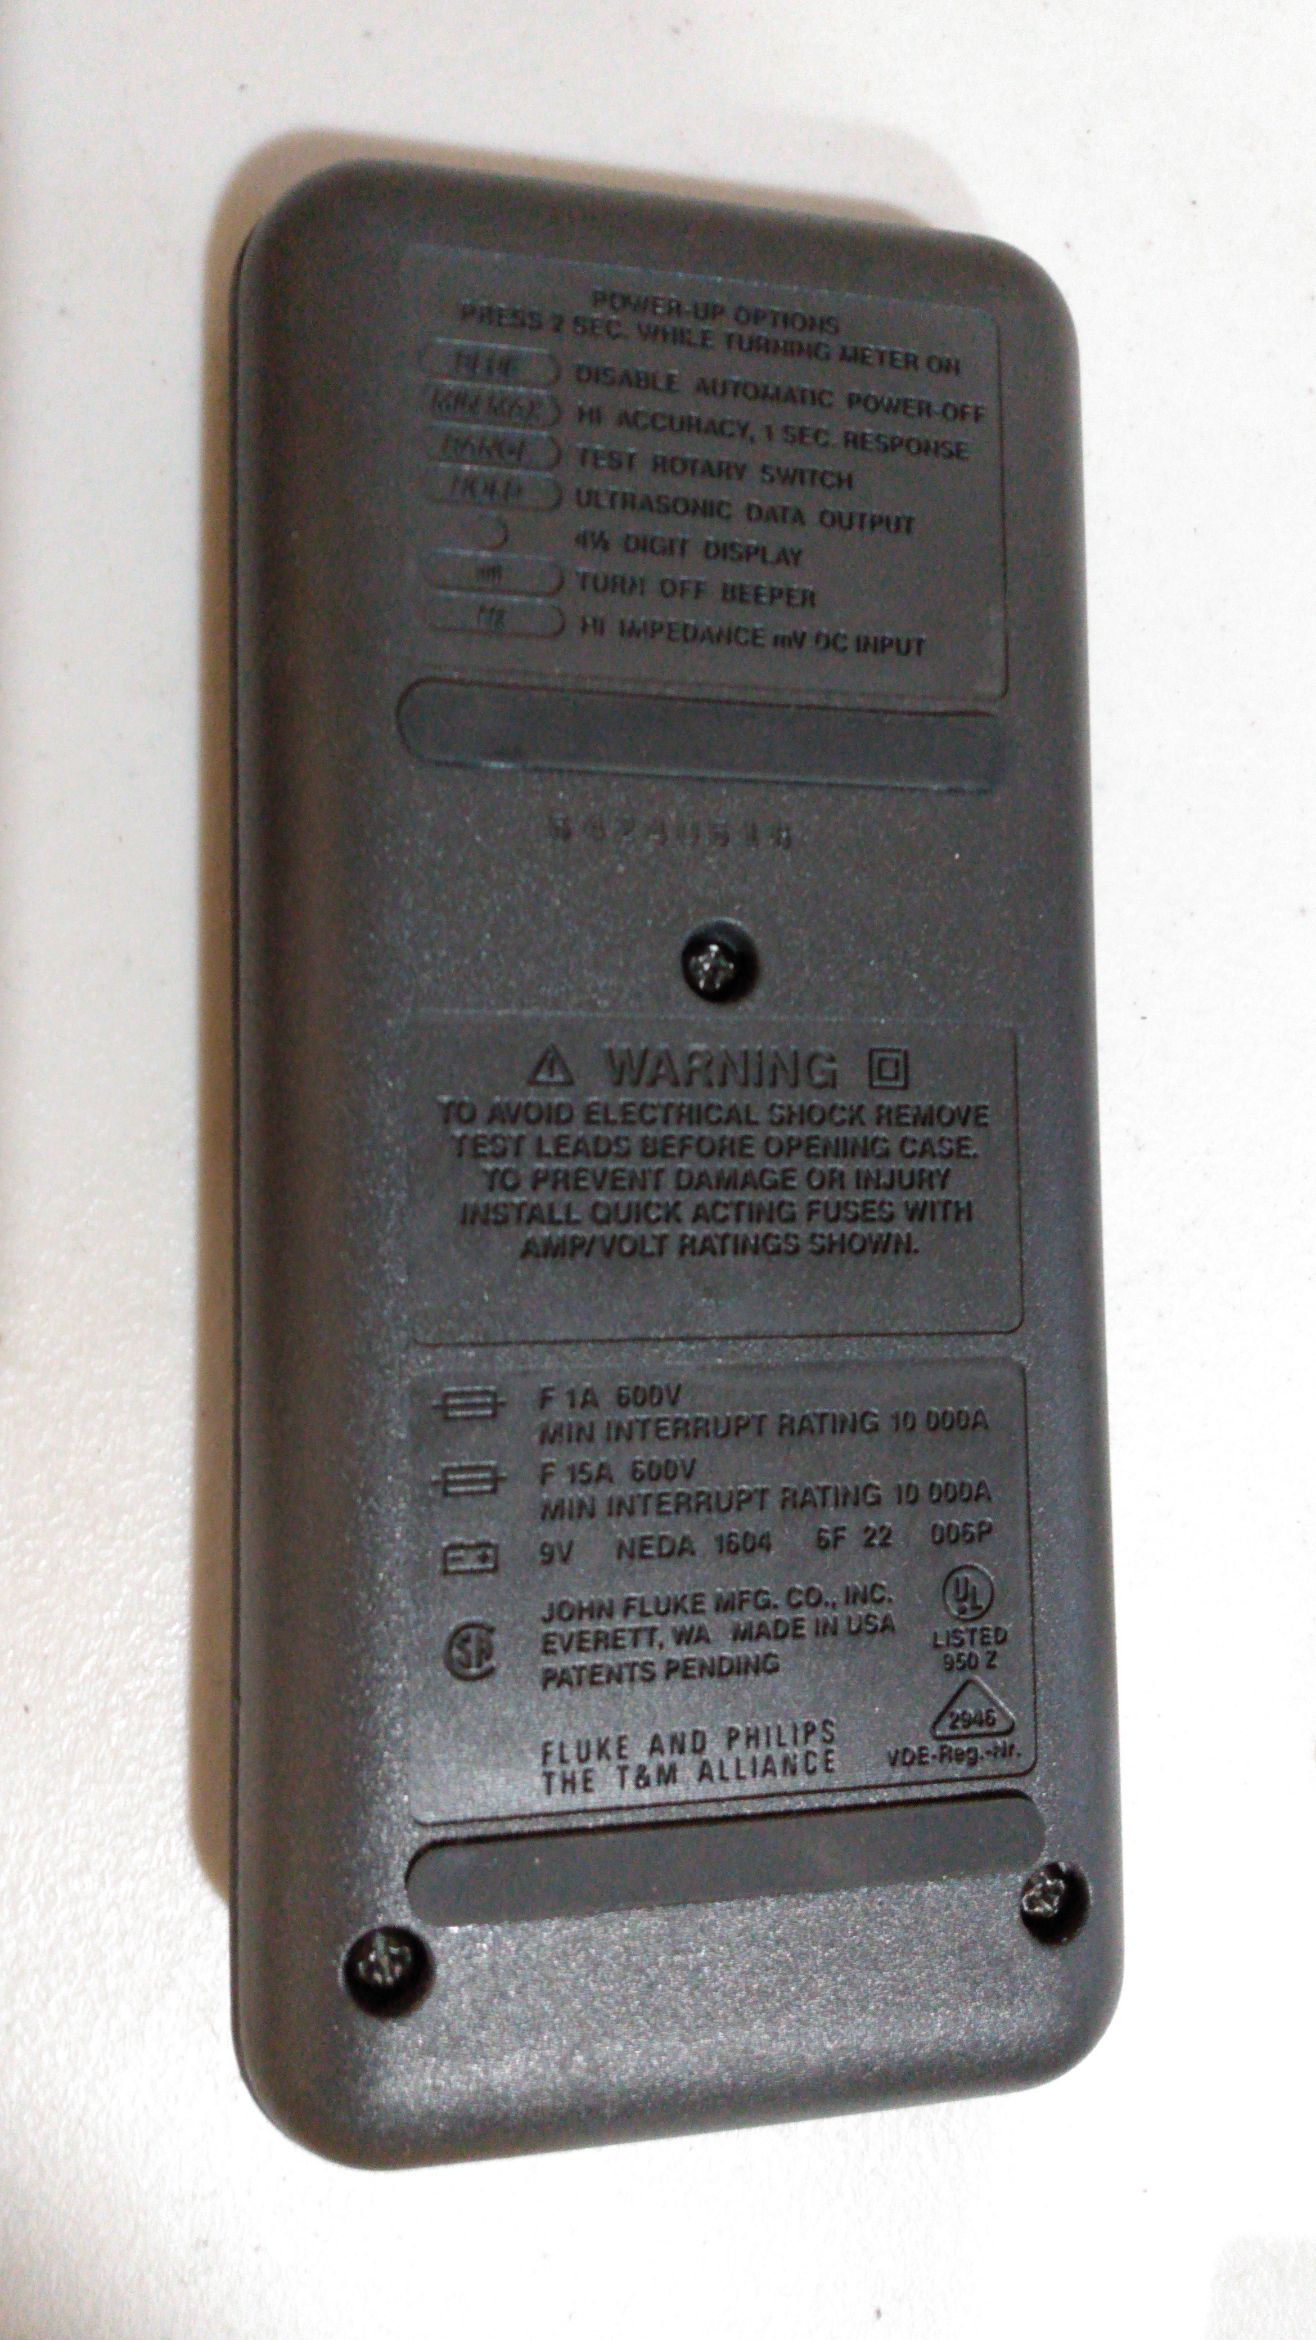 POWER-UP OPTIONS
PRESS 2 SEC. WHILE TURNING METER ON
BLUE DISABLE AUTOMATIC POWER-OFF
MIN MAX HI ACCURACY, 1 SEC. RESPONSE
RANGE TEST ROTARY SWITCH
HOLD ULTRASONIC DATA OUTPUT
4½ DIGIT DISPLAY
TURN OFF BEEPER
Hz HI IMPEDANCE mV DC INPUT
WARNING
TO AVOID ELECTRICAL SHOCK REMOVE
TEST LEADS BEFORE OPENING CASE.
TO PREVENT DAMAGE OR INJURY
INSTALL QUICK ACTING FUSES WITH
AMP/VOLT RATINGS SHOWN.
F 1A 600V
MIN INTERRUPT RATING 10 000A
F 15A 600V
MIN INTERRUPT RATING 10 000A
9V NEDA 1604 6F 22 006P
JOHN FLUKE MFG. CO., INC.
EVERETT, WA MADE IN USA
PATENTS PENDING
UL
LISTED
950 Z
2946
VDE-Reg.-Nr.
FLUKE AND PHILIPS
THE T&M ALLIANCE